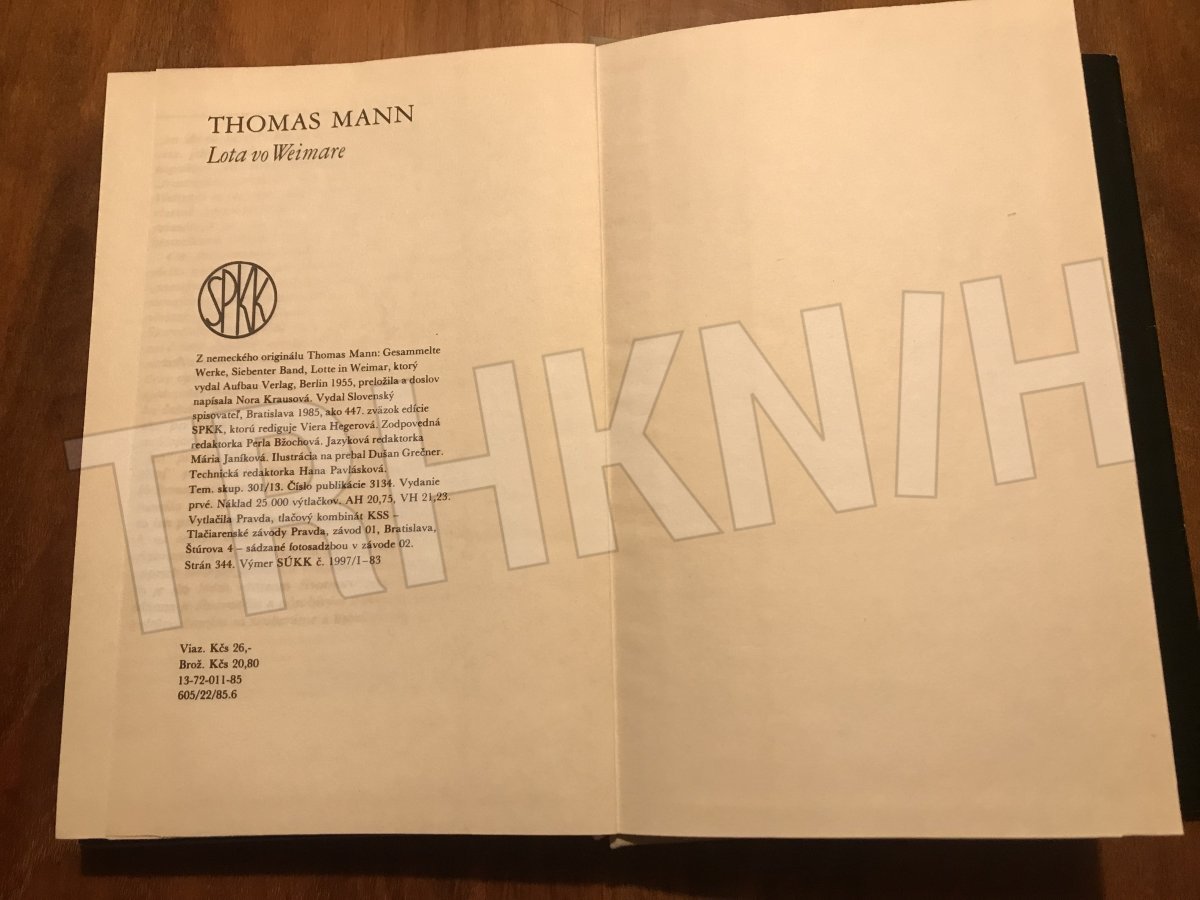 THOMAS MANN
Lota vo Weimare
SPKK
Z nemeckého originálu Thomas Mann: Gesammelte
Werke, Siebenter Band, Lotte in Weimar, ktorý
vydal Aufbau Verlag, Berlin 1955, preložila a doslov
napísala Nora Krausová. Vydal Slovenský
spisovateľ, Bratislava 1985, ako 447. zväzok edície
SPKK, ktorú rediguje Viera Hegerová. Zodpovedná
redaktorka Perla Bžochová. Jazyková redaktorka
Mária Janíková. Ilustrácia na prebal Dušan Grečner.
Technická redaktorka Hana Pavlásková.
Tem. skup. 301/13. Číslo publikácie 3134. Vydanie
prvé. Náklad 25 000 výtlačkov. AH 20,75, VH 21,23.
Vytlačila Pravda, tlačový kombinát KSS –
Tlačiarenské závody Pravda, závod 01, Bratislava,
Štúrova 4 – sádzané fotosadzbou v závode 02.
Strán 344. Výmer SÚKK č. 1997/I–83
Viaz. Kčs 26,-
Brož. Kčs 20,80
13-72-011-85
605/22/85.6
TRHKN/H